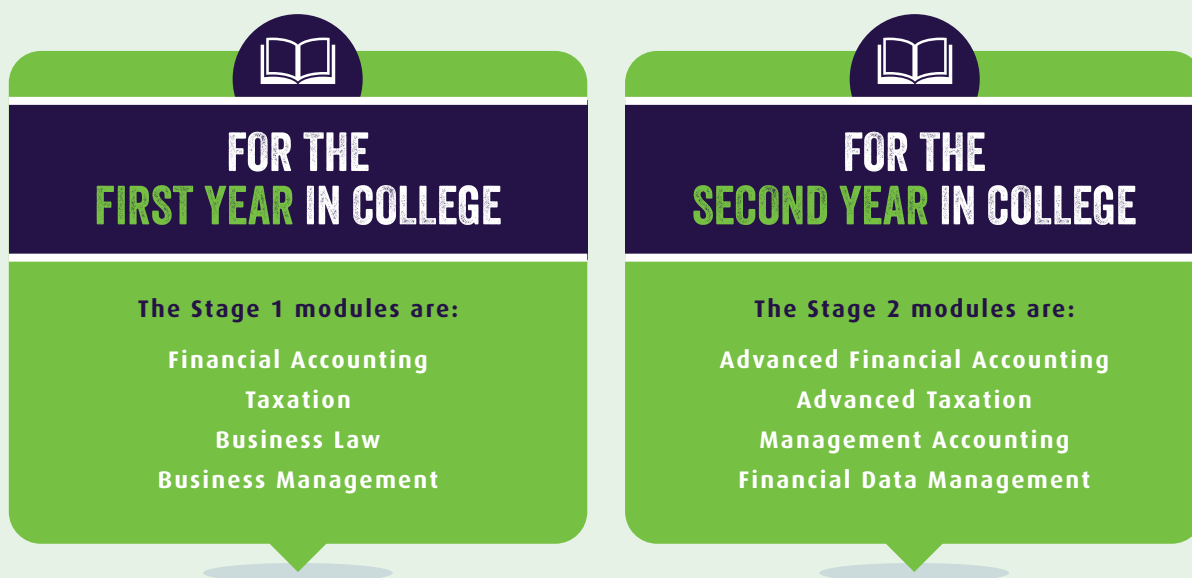 FOR THE
FIRST YEAR IN COLLEGE
The Stage 1 modules are:
Financial Accounting
Taxation
Business Law
Business Management
FOR THE
SECOND YEAR IN COLLEGE
The Stage 2 modules are:
Advanced Financial Accounting
Advanced Taxation
Management Accounting
Financial Data Management